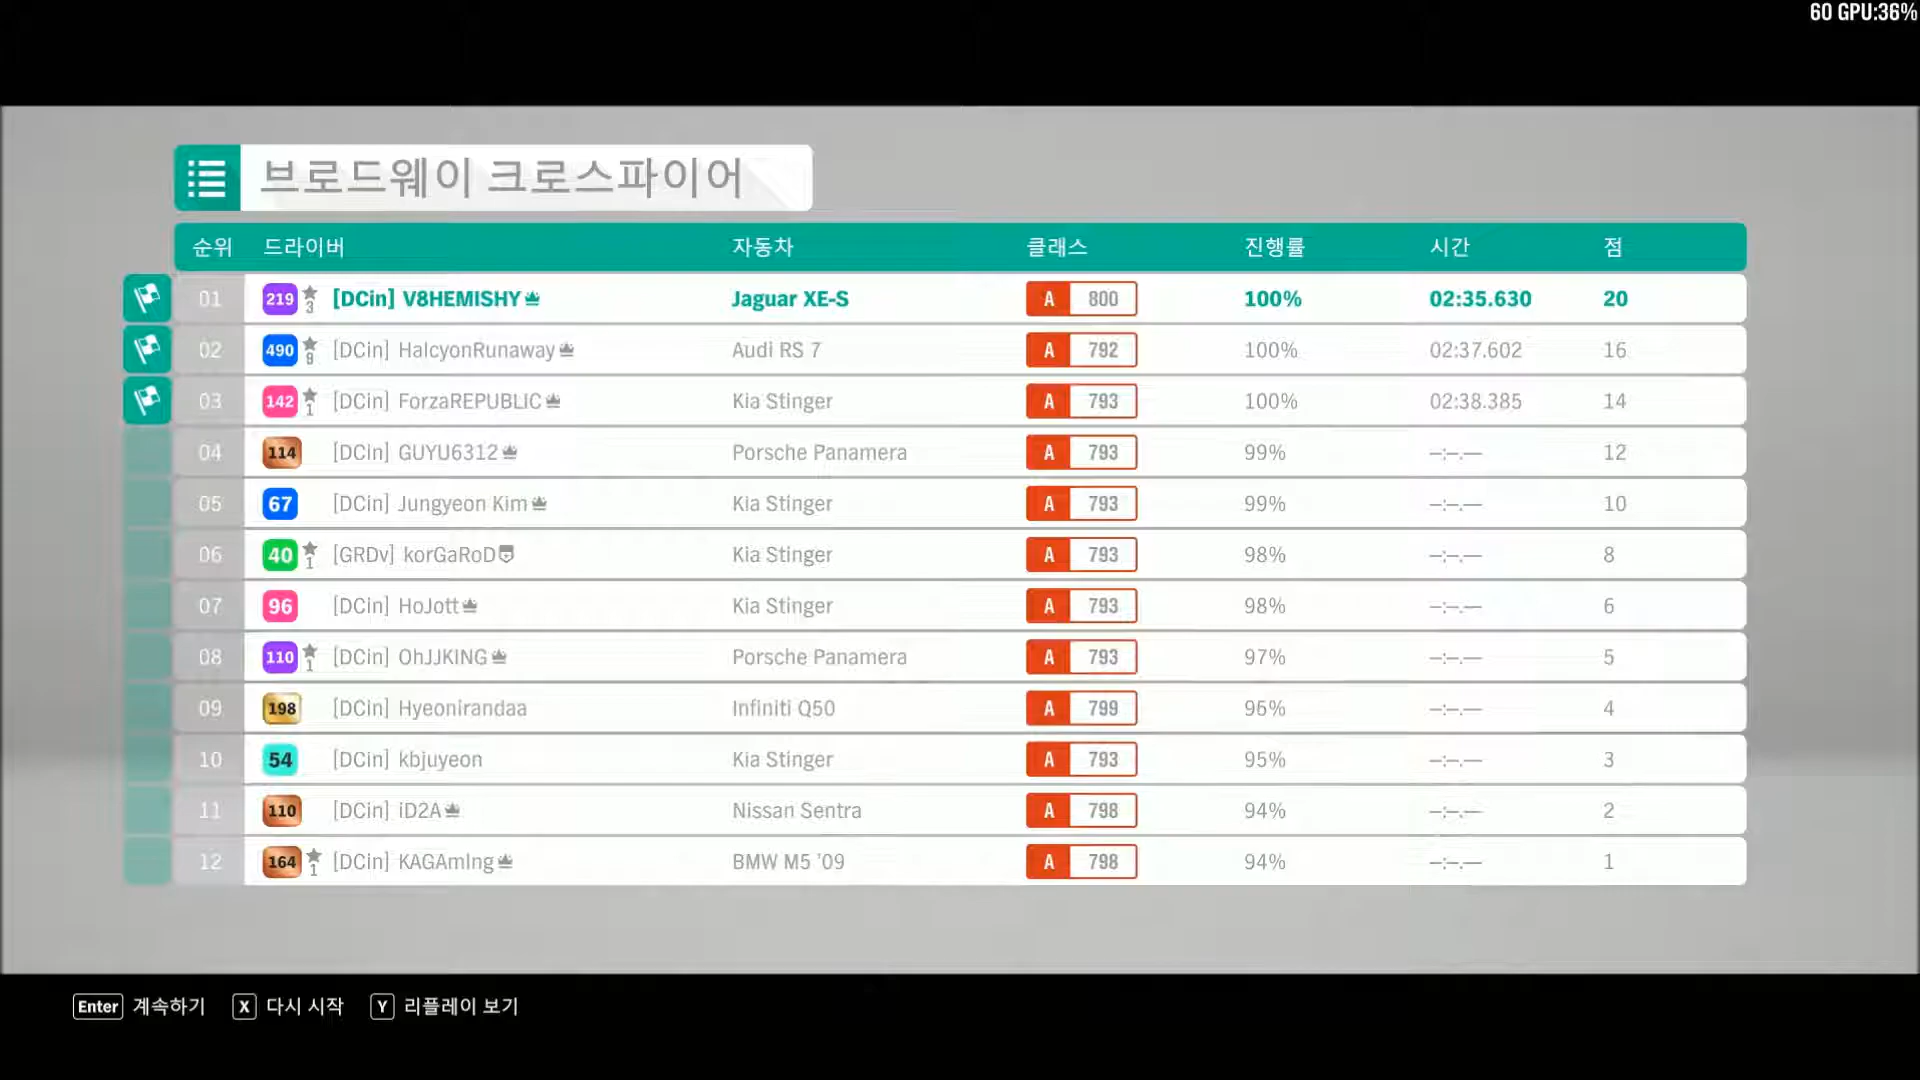 60 GPU:36%
브로드웨이 크로스파이어
순위 드라이버 자동차 클래스 진행률 시간 점
01 219 3 [DCin] V8HEMISHY Jaguar XE-S A 800 100% 02:35.630 20
02 490 9 [DCin] HalcyonRunaway Audi RS 7 A 792 100% 02:37.602 16
03 142 1 [DCin] ForzaREPUBLIC Kia Stinger A 793 100% 02:38.385 14
04 114 [DCin] GUYU6312 Porsche Panamera A 793 99% --:--.--- 12
05 67 [DCin] Jungyeon Kim Kia Stinger A 793 99% --:--.--- 10
06 40 1 [GRDv] korGaRoD Kia Stinger A 793 98% --:--.--- 8
07 96 [DCin] HoJott Kia Stinger A 793 98% --:--.--- 6
08 110 1 [DCin] OhJJKING Porsche Panamera A 793 97% --:--.--- 5
09 198 [DCin] Hyeonirandaa Infiniti Q50 A 799 96% --:--.--- 4
10 54 [DCin] kbjuyeon Kia Stinger A 793 95% --:--.--- 3
11 110 [DCin] iD2A Nissan Sentra A 798 94% --:--.--- 2
12 164 1 [DCin] KAGAmIng BMW M5 '09 A 798 94% --:--.--- 1
Enter 계속하기 X 다시 시작 Y 리플레이 보기